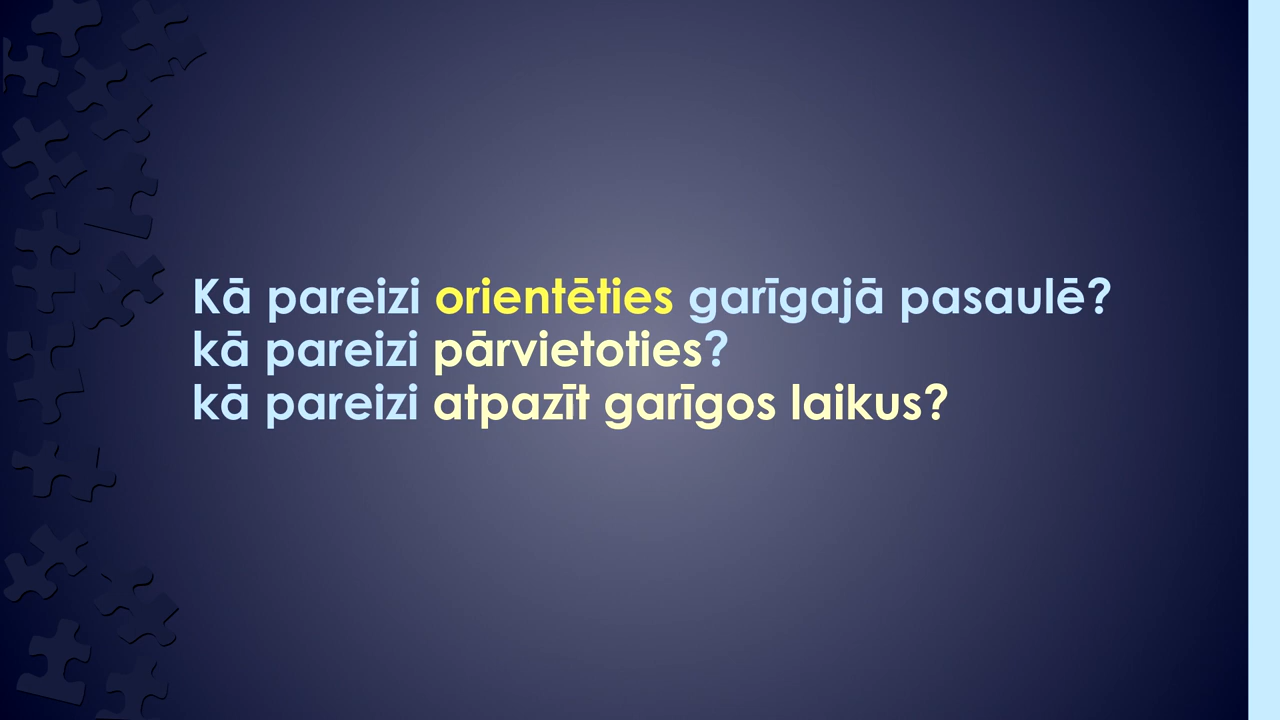 Kā pareizi orientēties garīgajā pasaulē?
kā pareizi pārvietoties?
kā pareizi atpazīt garīgos laikus?